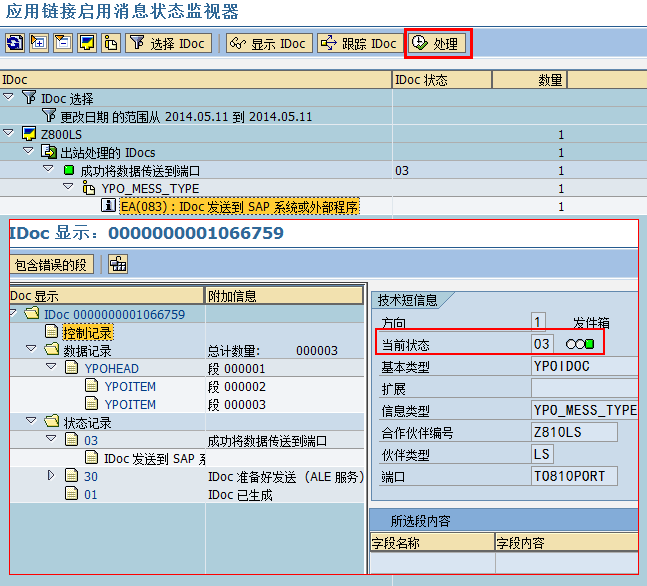 应用链接启用消息状态监视器
选择 IDoc 显示 IDoc 跟踪 IDoc 处理
IDoc IDoc 状态 数量
IDoc 选择
更改日期 的范围从 2014.05.11 到 2014.05.11
Z800LS 1
出站处理的 IDocs 1
成功将数据传送到端口 03 1
YPO_MESS_TYPE 1
EA(083) : IDoc 发送到 SAP 系统或外部程序 1
IDoc 显示: 0000000001066759
包含错误的段
Doc 显示 附加信息
IDoc 0000000001066759
控制记录
数据记录 总计数量: 000003
YPOHEAD 段 000001
YPOITEM 段 000002
YPOITEM 段 000003
状态记录
03 成功将数据传送到端口
IDoc 发送到 SAP 系
30 IDoc 准备好发送 (ALE 服务)
01 IDoc 已生成
技术短信息
方向 1 发件箱
当前状态 03
基本类型 YPOIDOC
扩展
信息类型 YPO_MESS_TYPE
合作伙伴编号 Z810LS
伙伴类型 LS
端口 T0810PORT
所选段内容
字段名称 字段内容